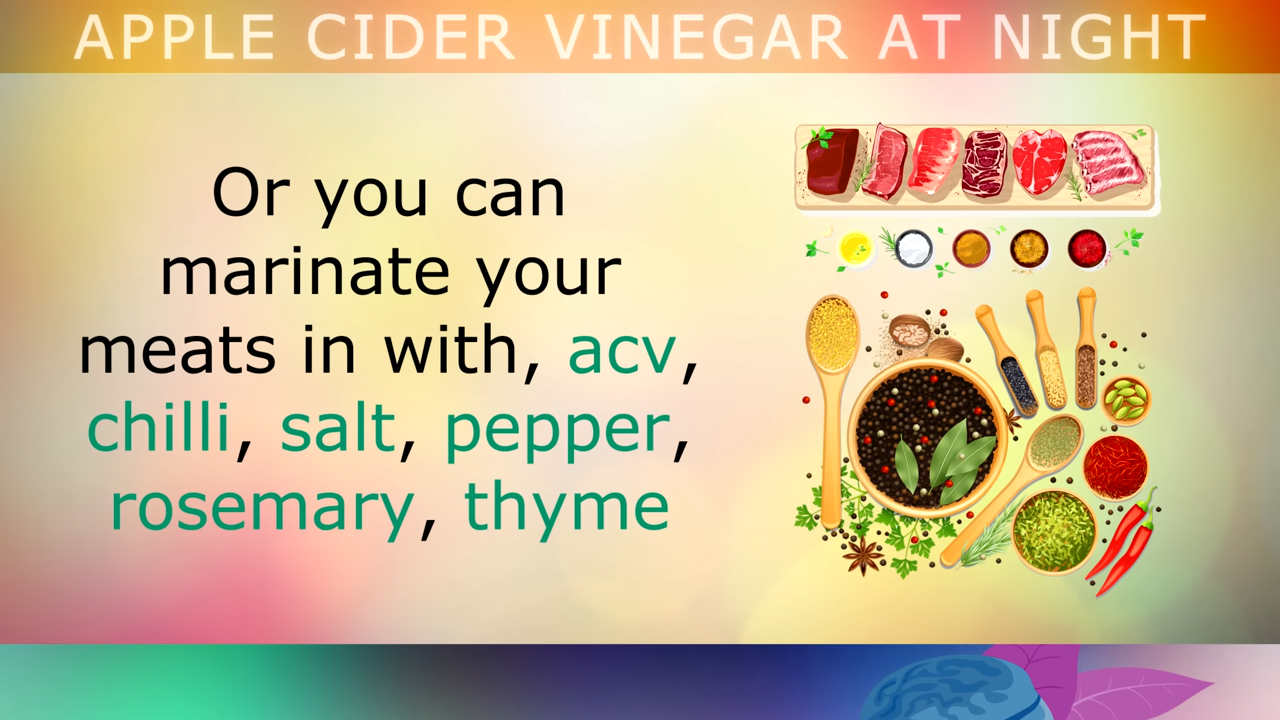 APPLE CIDER VINEGAR AT NIGHT
Or you can
marinate your
meats in with, acv,
chilli, salt, pepper,
rosemary, thyme